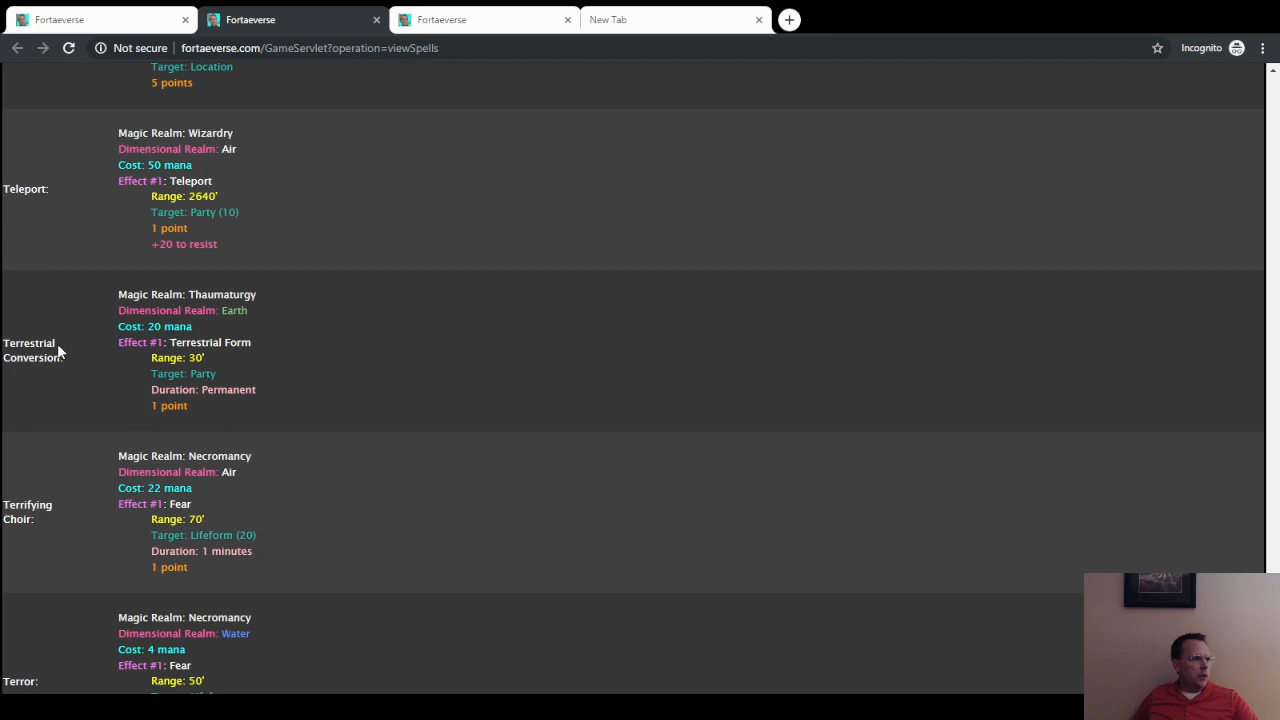 Fortaeverse
Fortaeverse
Fortaeverse
New Tab
Not secure
fortaeverse.com/GameServlet?operation=viewSpells
Incognito
Target: Location
5 points
Teleport:
Magic Realm: Wizardry
Dimensional Realm: Air
Cost: 50 mana
Effect #1: Teleport
Range: 2640'
Target: Party (10)
1 point
+20 to resist
Terrestrial
Conversion:
Magic Realm: Thaumaturgy
Dimensional Realm: Earth
Cost: 20 mana
Effect #1: Terrestrial Form
Range: 30'
Target: Party
Duration: Permanent
1 point
Terrifying
Choir:
Magic Realm: Necromancy
Dimensional Realm: Air
Cost: 22 mana
Effect #1: Fear
Range: 70'
Target: Lifeform (20)
Duration: 1 minutes
1 point
Terror:
Magic Realm: Necromancy
Dimensional Realm: Water
Cost: 4 mana
Effect #1: Fear
Range: 50'